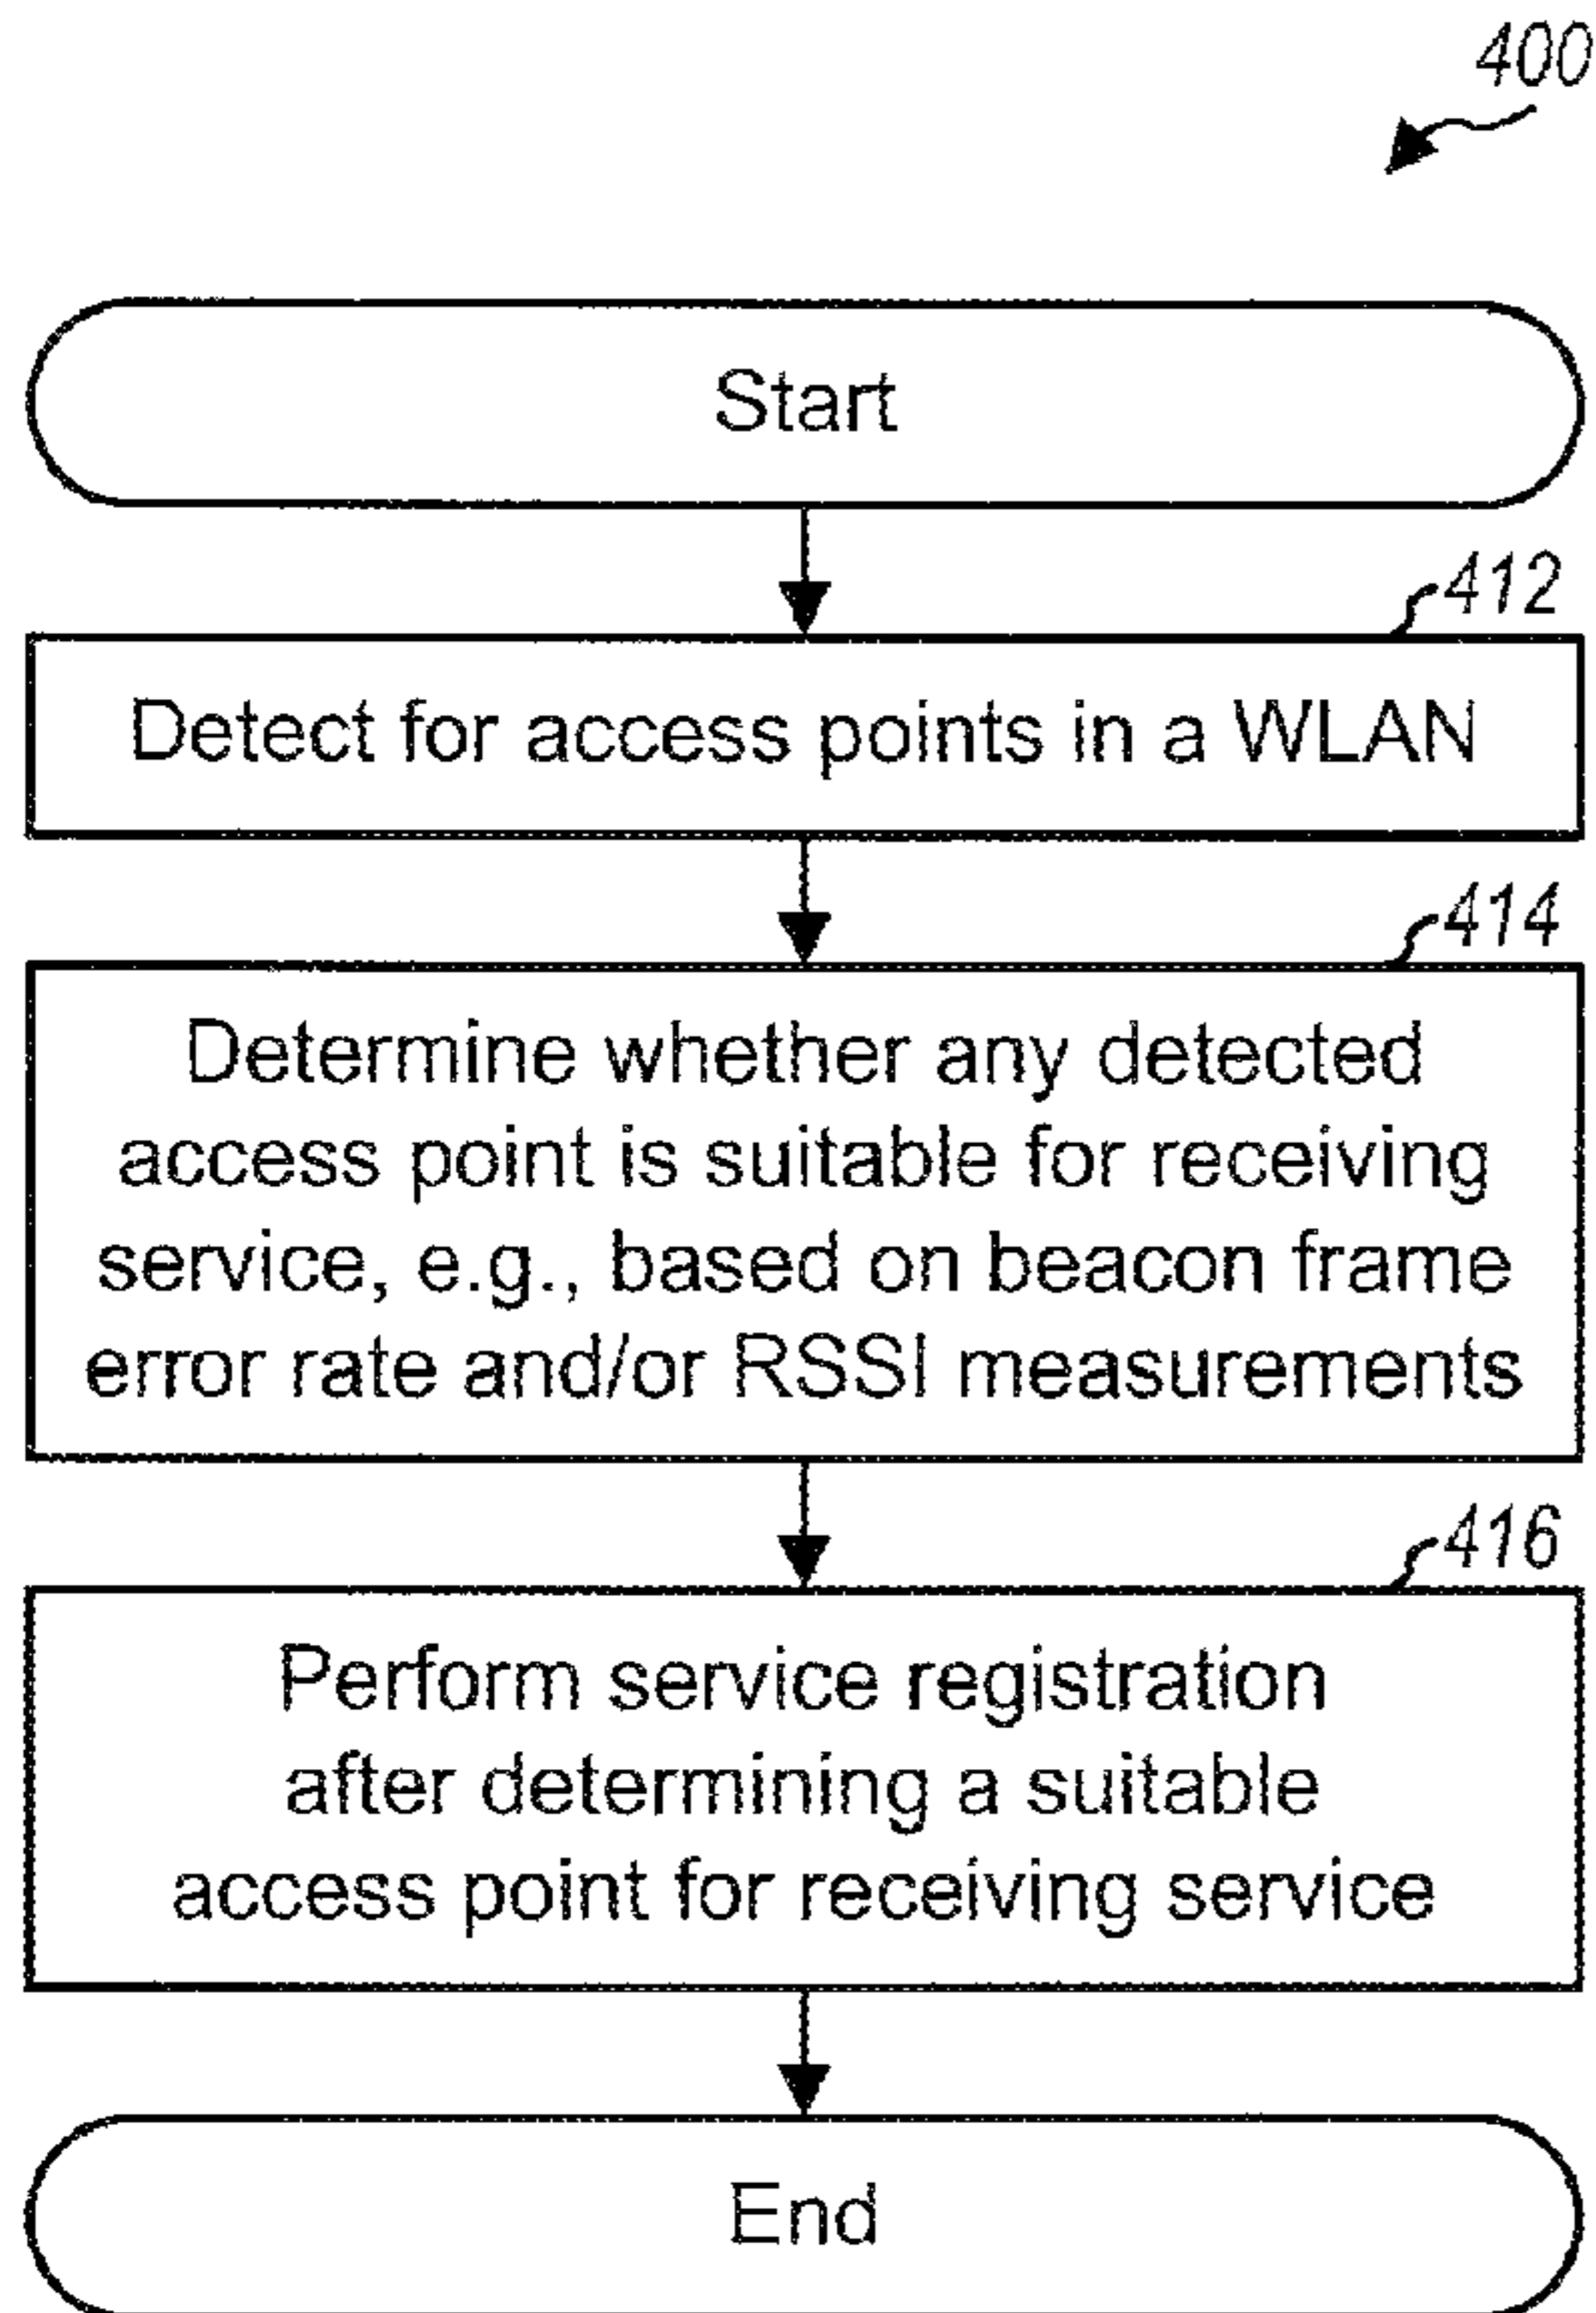 400
Start
412
Detect for access points in a WLAN
414
Determine whether any detected
access point is suitable for receiving
service, e.g., based on beacon frame
error rate and/or RSSI measurements
416
Perform service registration
after determining a suitable
access point for receiving service
End